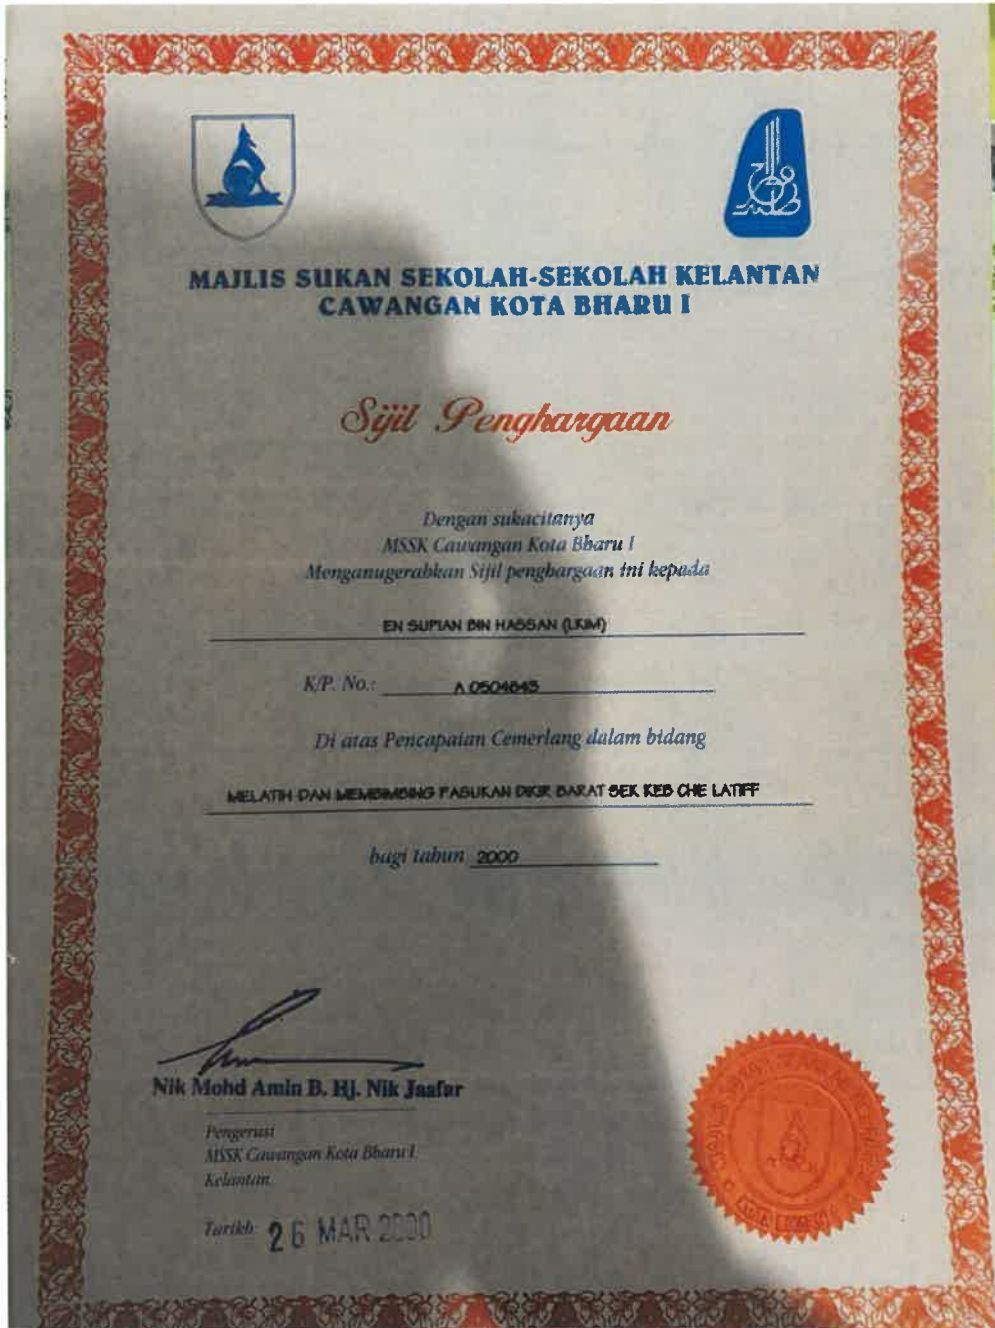 MAJLIS SUKAN SEKOLAH-SEKOLAH KELANTAN
CAWANGAN KOTA BHARU I
Sijil Penghargaan
Dengan sukacitanya
MSSK Cawangan Kota Bharu I
Menganugerahkan Sijil penghargaan ini kepada
EN SUPIAN BIN HASSAN (LKIM)
K/P. No.: A 0504645
Di atas Pencapaian Cemerlang dalam bidang
MELATIH DAN MEMBIMBING PASUKAN DIKIR BARAT SEK KEB CHE LATIFF
bagi tahun 2000
Nik Mohd Amin B. Hj. Nik Jaafar
Pengerusi
MSSK Cawangan Kota Bharu I
Kelantan.
Tarikh: 26 MAR 2000